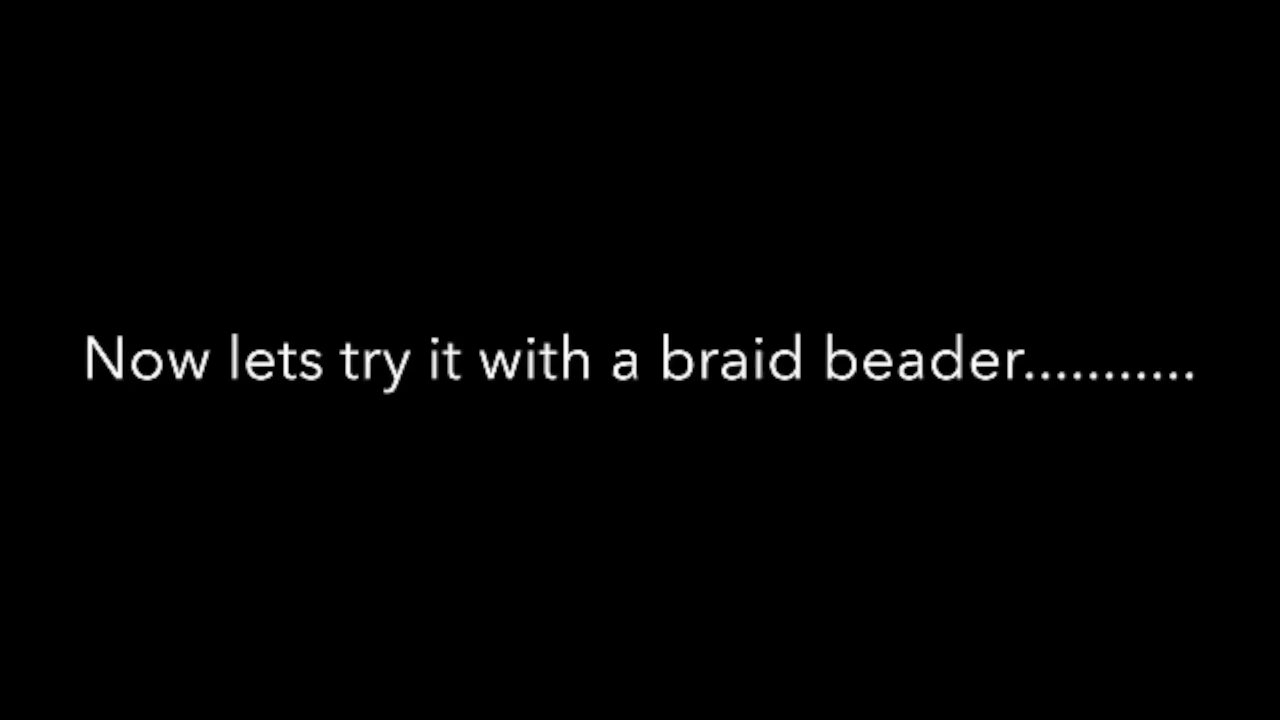 Now lets try it with a braid beader...........